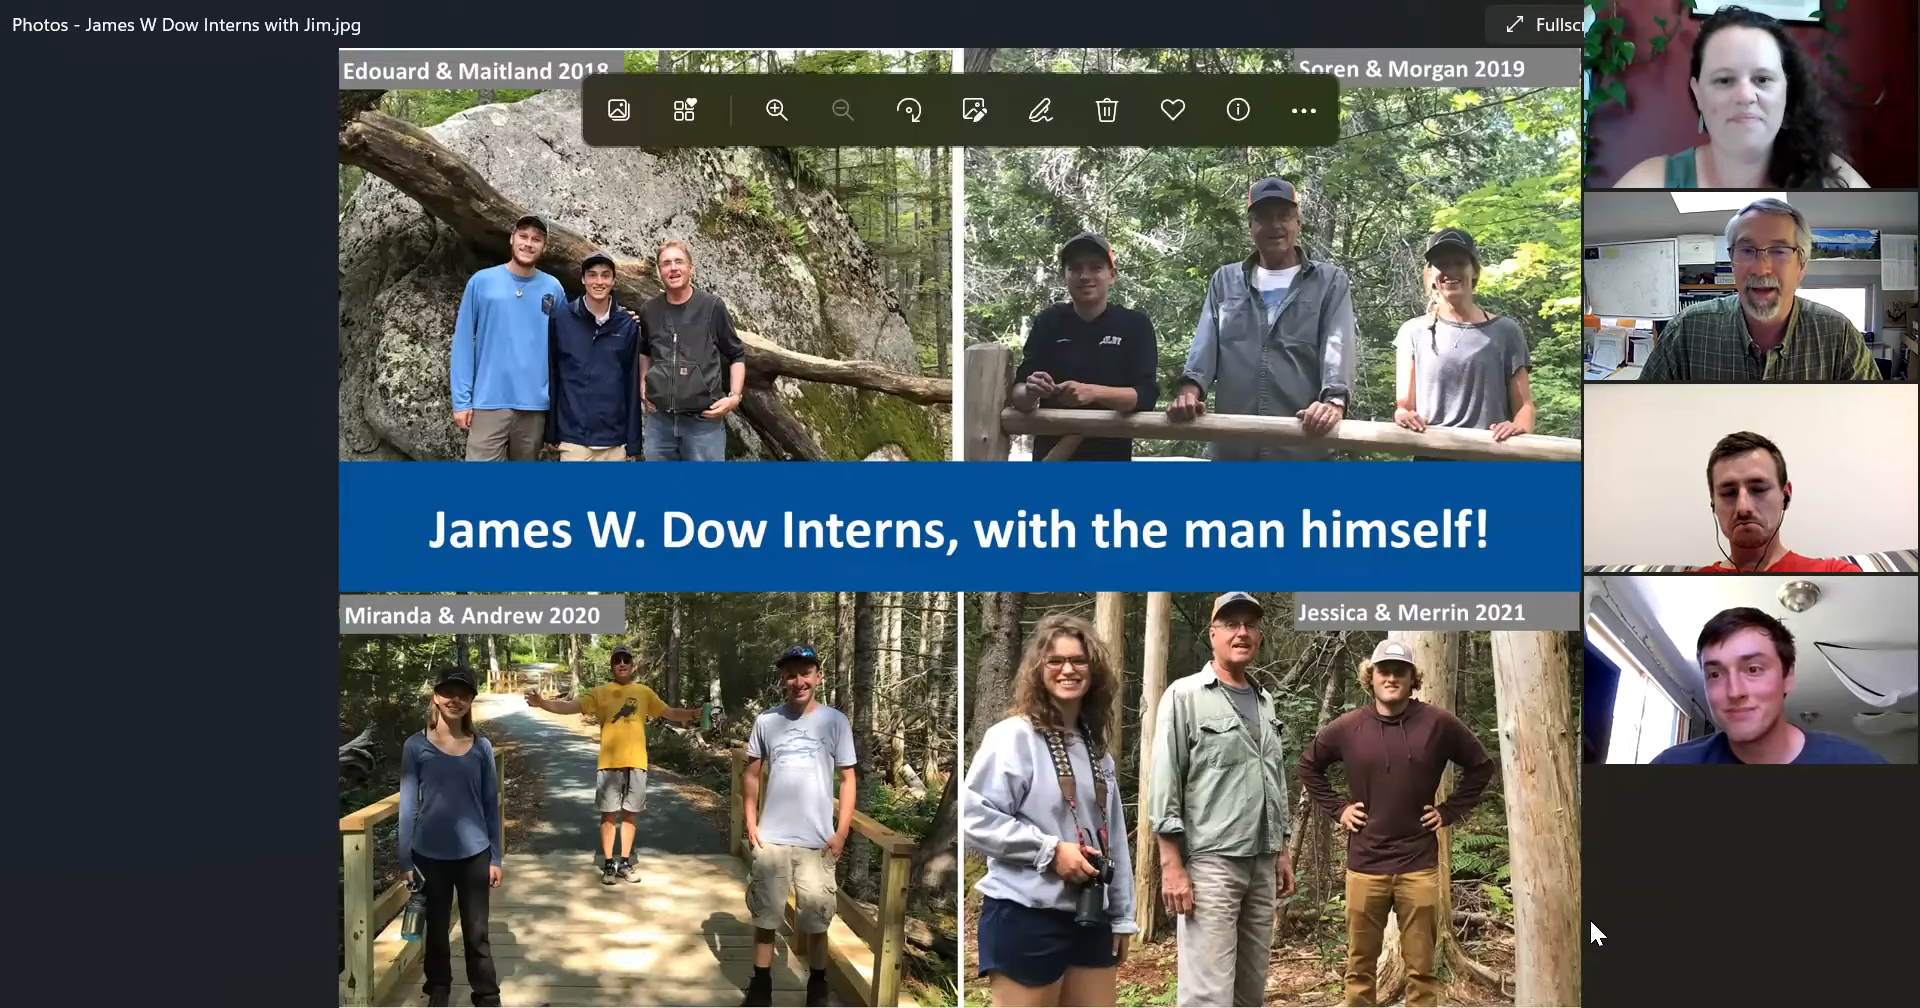 Photos - James W Dow Interns with Jim.jpg
Edouard & Maitland 2018
Soren & Morgan 2019
James W. Dow Interns, with the man himself!
Miranda & Andrew 2020
Jessica & Merrin 2021